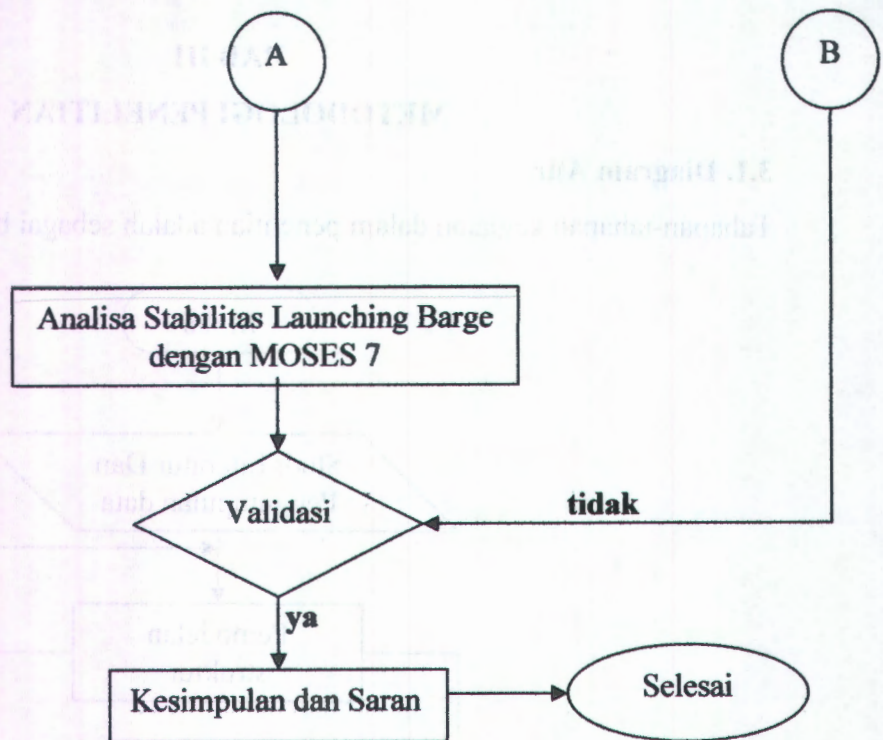 A
B
Analisa Stabilitas Launching Barge
dengan MOSES 7
Validasi
tidak
ya
Kesimpulan dan Saran
Selesai